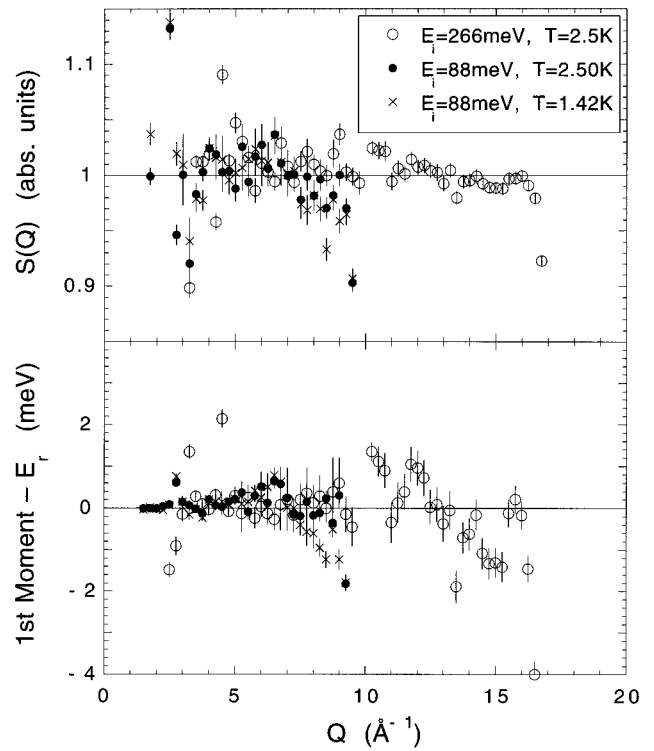 E_i=266meV, T=2.5K
E_i=88meV, T=2.50K
E_i=88meV, T=1.42K
S(Q) (abs. units)
1.1
1
0.9
1st Moment – E_r (meV)
2
0
- 2
- 4
0 5 10 15 20
Q (Å⁻¹)